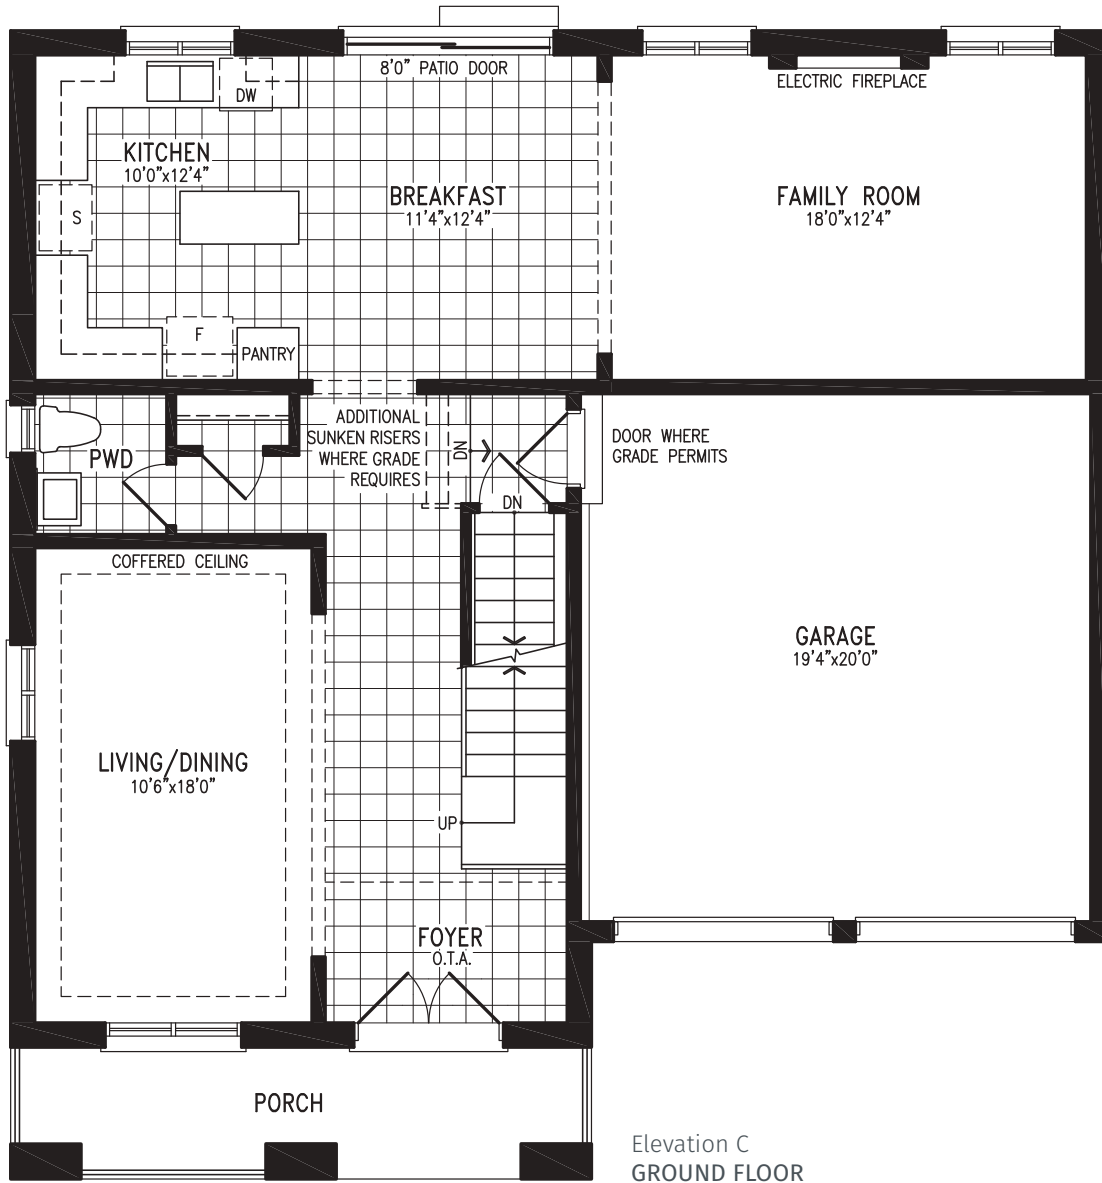 8'0" PATIO DOOR
ELECTRIC FIREPLACE
DW
KITCHEN
10'0"x12'4"
BREAKFAST
11'4"x12'4"
FAMILY ROOM
18'0"x12'4"
S
F
PANTRY
ADDITIONAL
SUNKEN RISERS
WHERE GRADE
REQUIRES
DN
DOOR WHERE
GRADE PERMITS
PWD
DN
COFFERED CEILING
GARAGE
19'4"x20'0"
LIVING/DINING
10'6"x18'0"
UP
FOYER
O.T.A.
PORCH
Elevation C
GROUND FLOOR